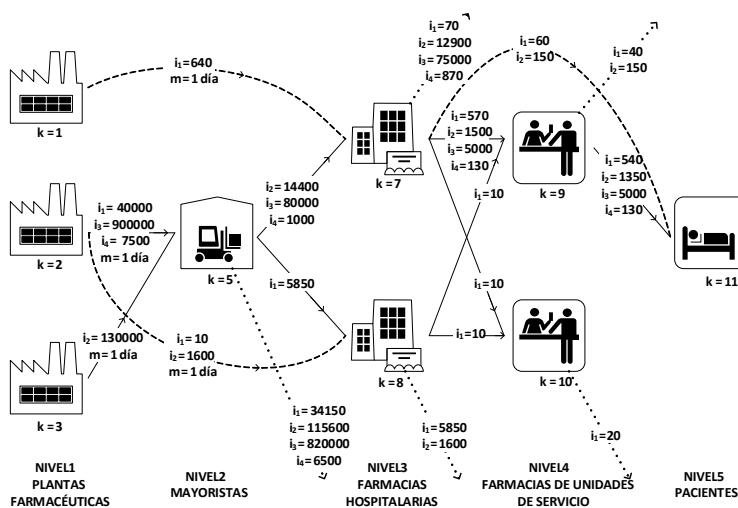 i₁=640
m=1 día
k=1
i₁=70
i₂=12900
i₃=75000
i₄=870
i₁=60
i₂=150
i₁=40
i₂=150
k=7
i₁=570
i₂=1500
i₃=5000
i₄=130
i₁=10
k=9
i₁=540
i₂=1350
i₃=5000
i₄=130
i₁=40000
i₃=900000
i₄=7500
m=1 día
k=2
i₂=14400
i₃=80000
i₄=1000
k=5
i₁=5850
k=11
i₂=130000
m=1 día
k=3
i₁=10
i₂=1600
m=1 día
k=8
i₁=10
i₁=10
k=10
i₁=34150
i₂=115600
i₃=820000
i₄=6500
i₁=5850
i₂=1600
i₁=20
NIVEL1
PLANTAS
FARMACÉUTICAS
NIVEL2
MAYORISTAS
NIVEL3
FARMACIAS
HOSPITALARIAS
NIVEL4
FARMACIAS DE UNIDADES
DE SERVICIO
NIVEL5
PACIENTES